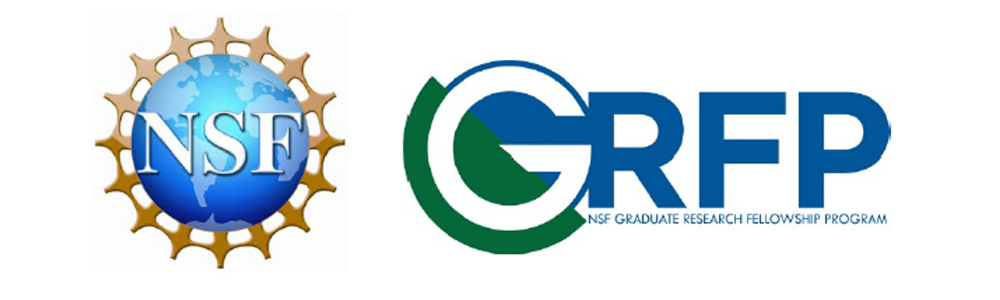 NSF
GRFP
NSF GRADUATE RESEARCH FELLOWSHIP PROGRAM